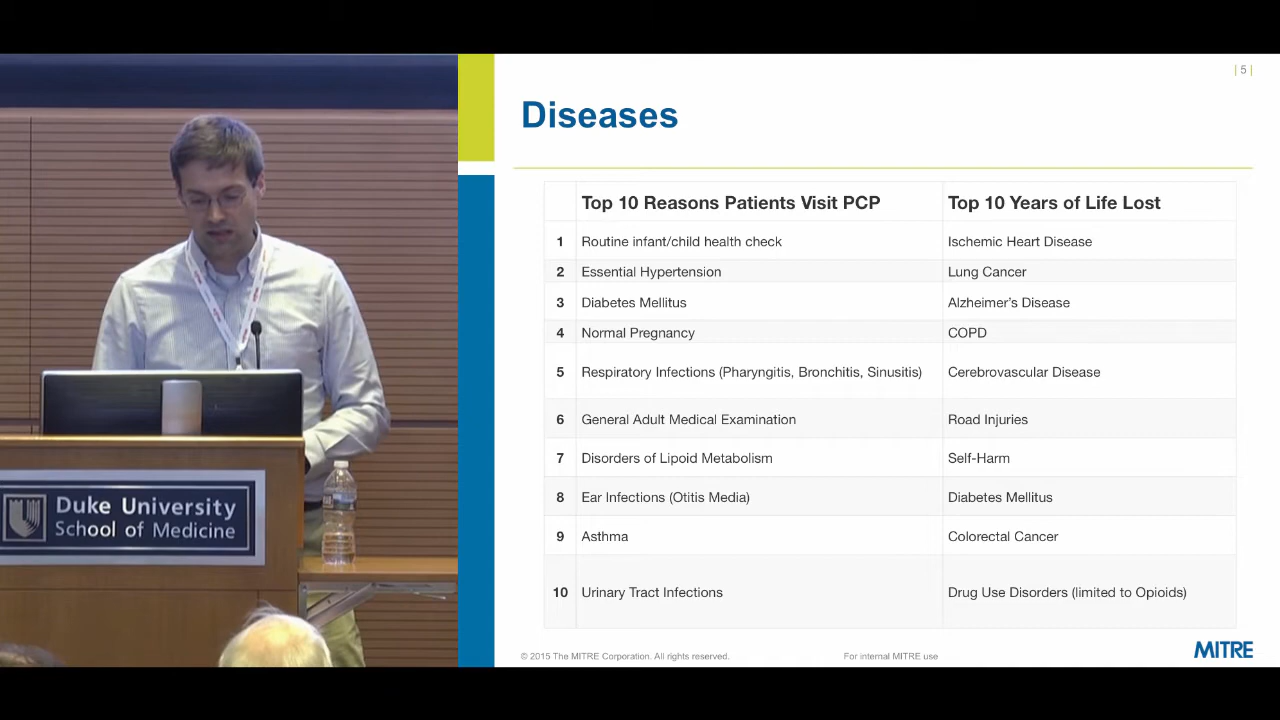 | 5 |
Diseases
Top 10 Reasons Patients Visit PCP Top 10 Years of Life Lost
1 Routine infant/child health check Ischemic Heart Disease
2 Essential Hypertension Lung Cancer
3 Diabetes Mellitus Alzheimer’s Disease
4 Normal Pregnancy COPD
5 Respiratory Infections (Pharyngitis, Bronchitis, Sinusitis) Cerebrovascular Disease
6 General Adult Medical Examination Road Injuries
7 Disorders of Lipoid Metabolism Self-Harm
8 Ear Infections (Otitis Media) Diabetes Mellitus
9 Asthma Colorectal Cancer
10 Urinary Tract Infections Drug Use Disorders (limited to Opioids)
© 2015 The MITRE Corporation. All rights reserved. For internal MITRE use
MITRE
Duke University
School of Medicine